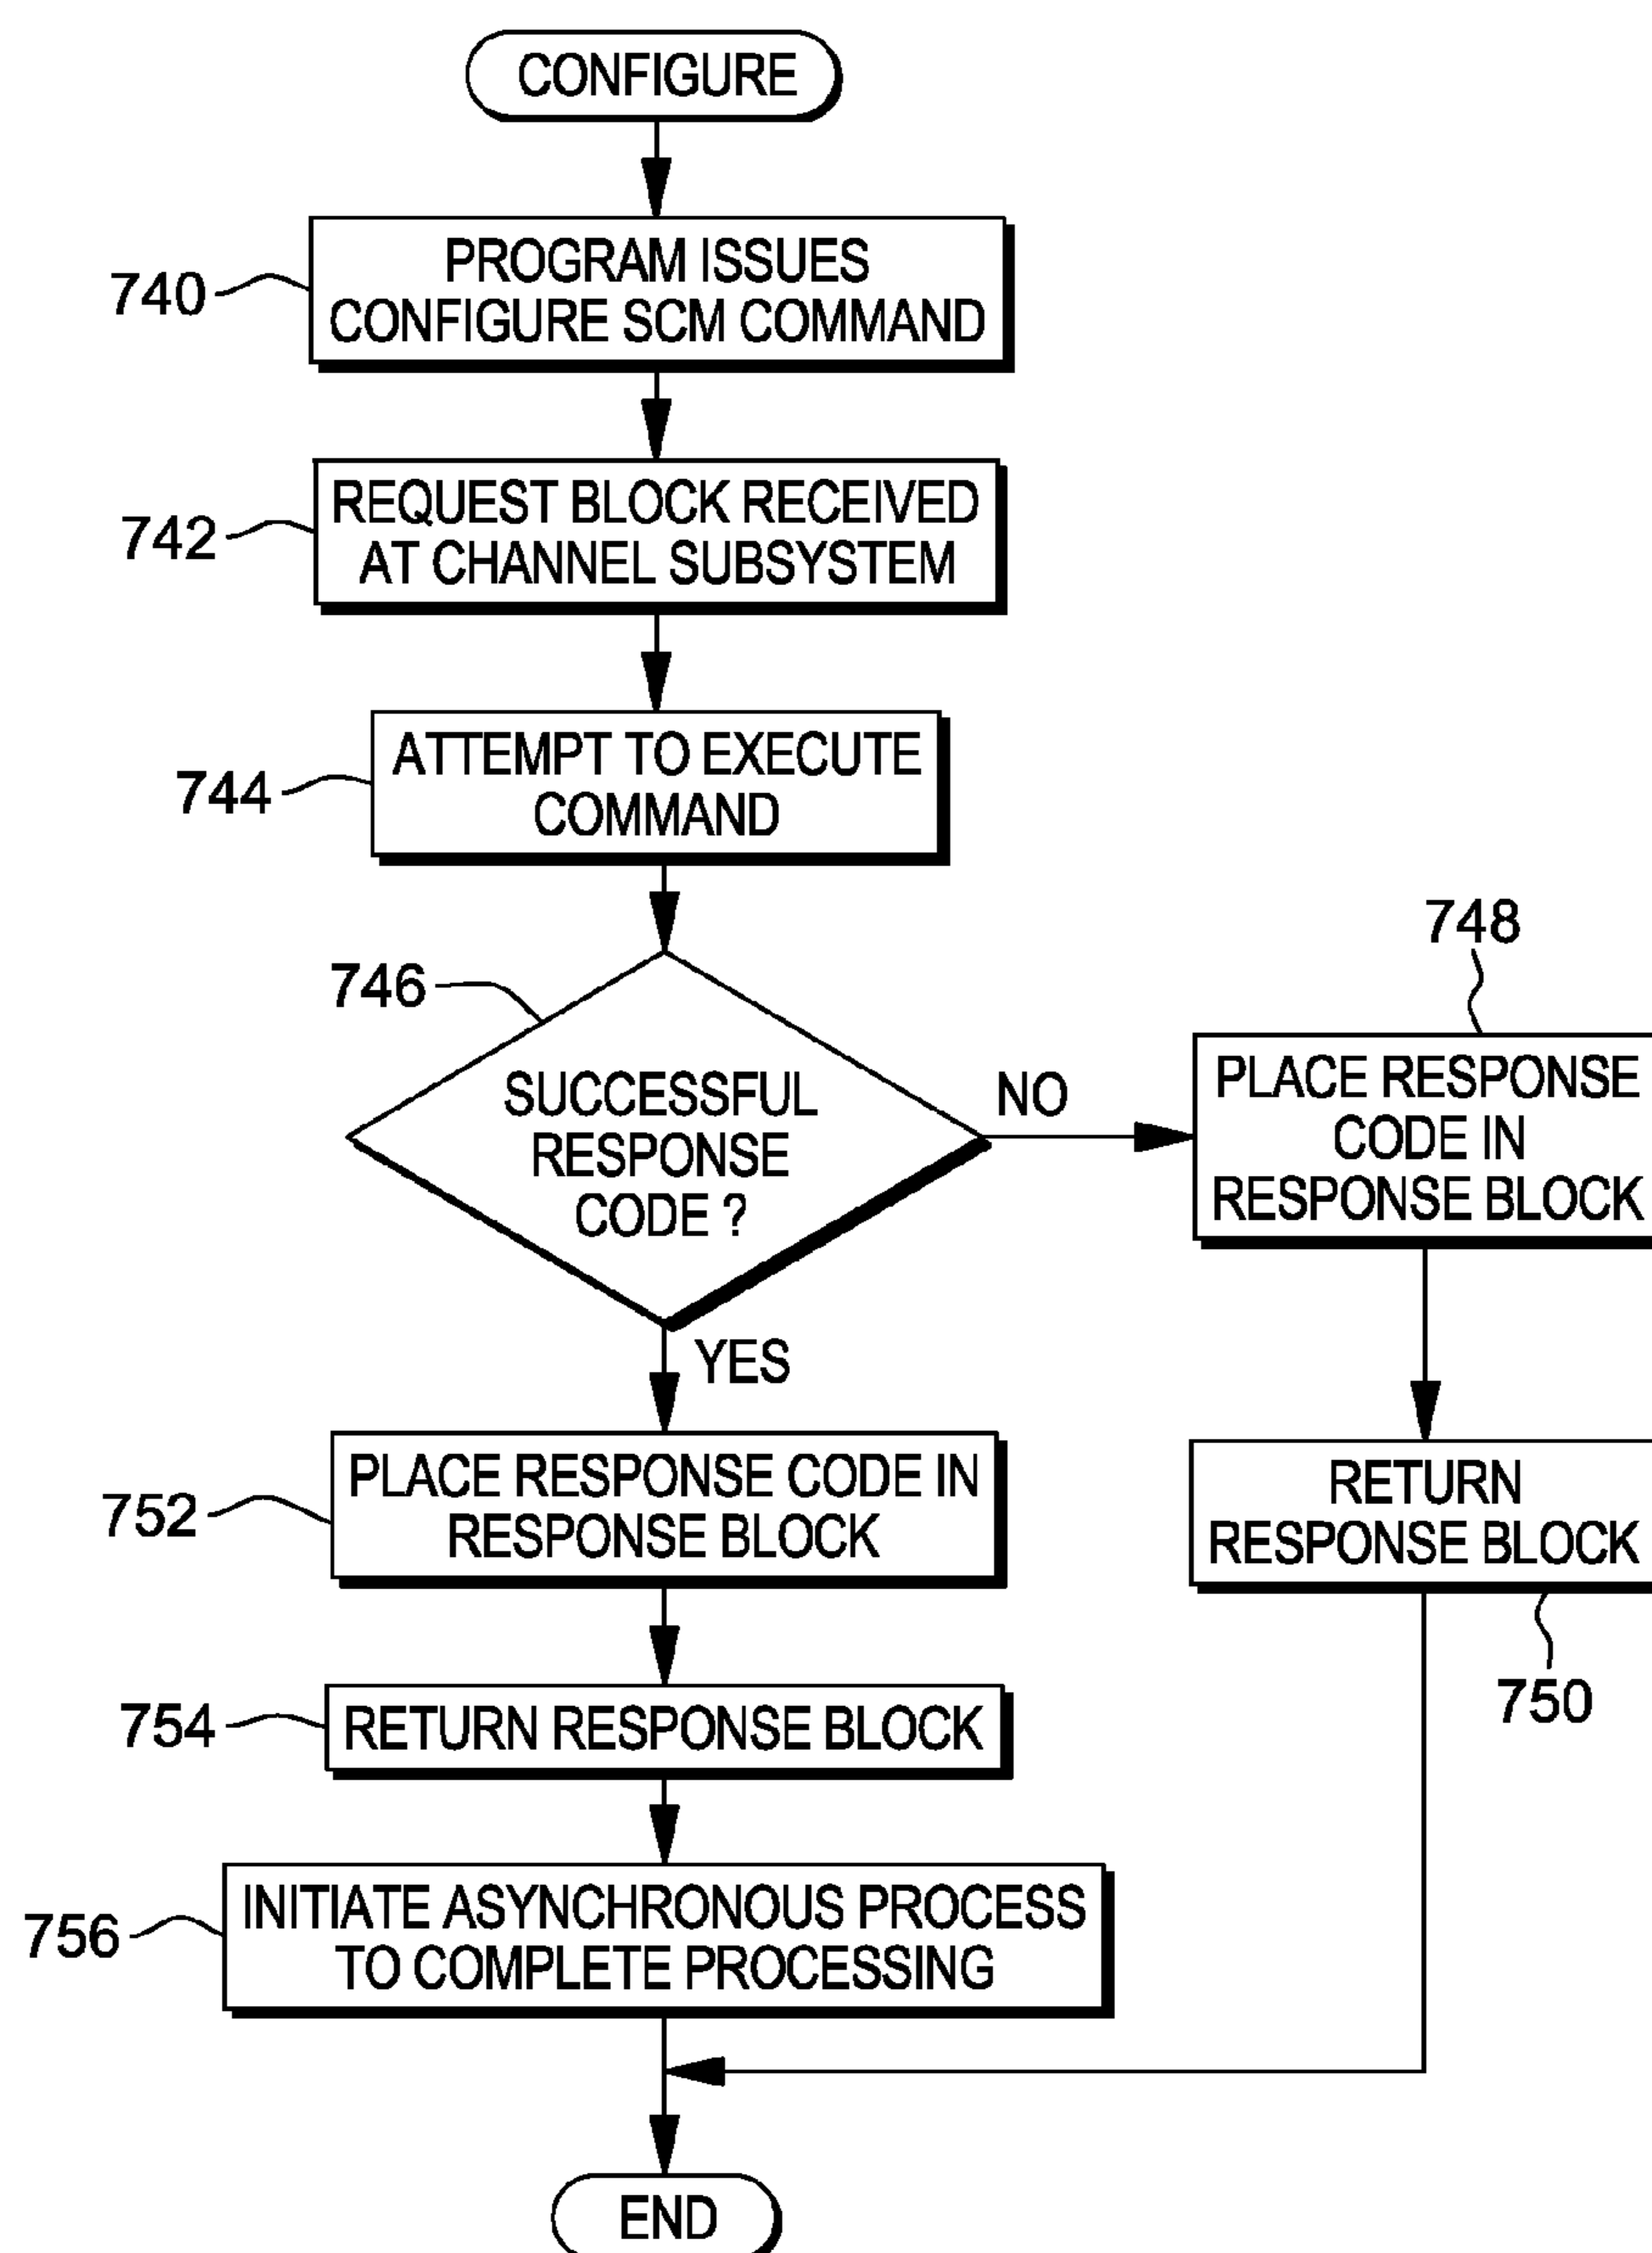 CONFIGURE
740
PROGRAM ISSUES
CONFIGURE SCM COMMAND
742
REQUEST BLOCK RECEIVED
AT CHANNEL SUBSYSTEM
744
ATTEMPT TO EXECUTE
COMMAND
746
SUCCESSFUL
RESPONSE
CODE ?
NO
748
PLACE RESPONSE
CODE IN
RESPONSE BLOCK
RETURN
RESPONSE BLOCK
750
YES
752
PLACE RESPONSE CODE IN
RESPONSE BLOCK
754
RETURN RESPONSE BLOCK
756
INITIATE ASYNCHRONOUS PROCESS
TO COMPLETE PROCESSING
END